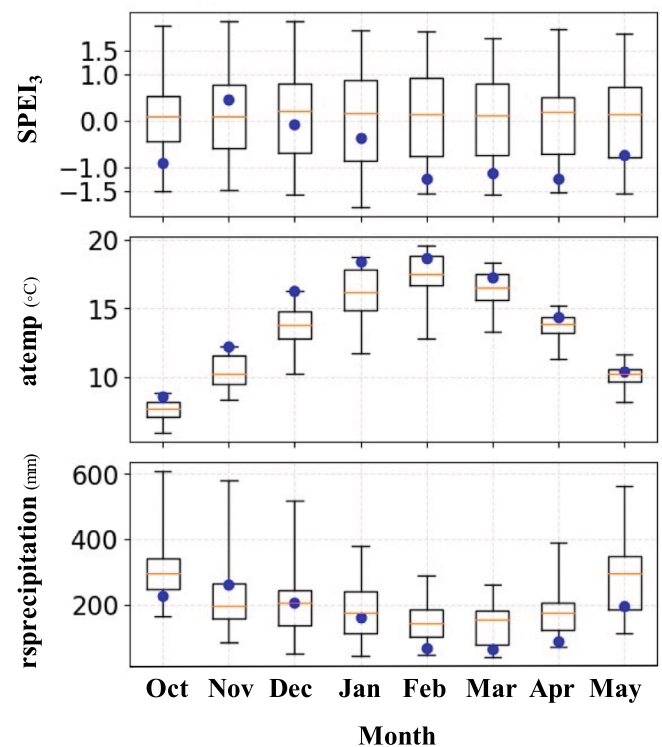 SPEI3
1.5
1.0
0.0
−1.0
−1.5
atemp (°C)
20
15
10
rsprecipitation (mm)
600
400
200
Oct Nov Dec Jan Feb Mar Apr May
Month